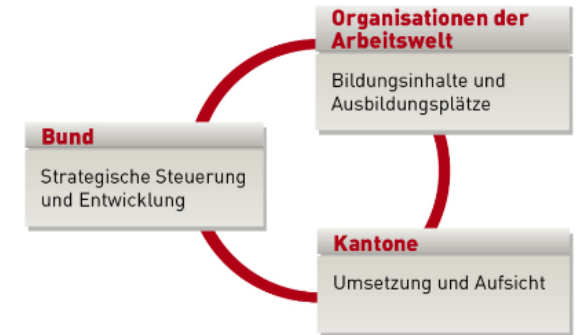 Organisationen der
Arbeitswelt
Bildungsinhalte und
Ausbildungsplätze
Bund
Strategische Steuerung
und Entwicklung
Kantone
Umsetzung und Aufsicht